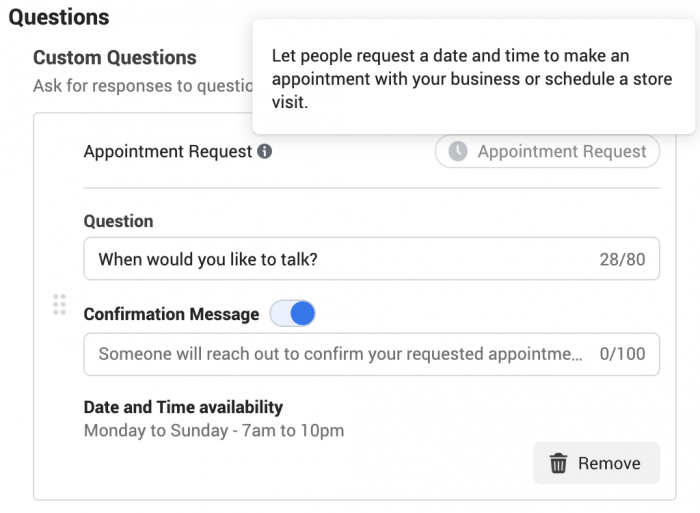 Questions
Custom Questions
Let people request a date and time to make an
appointment with your business or schedule a store
visit.
Ask for responses to
Appointment Request
Appointment Request
Question
When would you like to talk?
28/80
Confirmation Message
Someone will reach out to confirm your requested appointme...
0/100
Date and Time availability
Monday to Sunday - 7am to 10pm
Remove